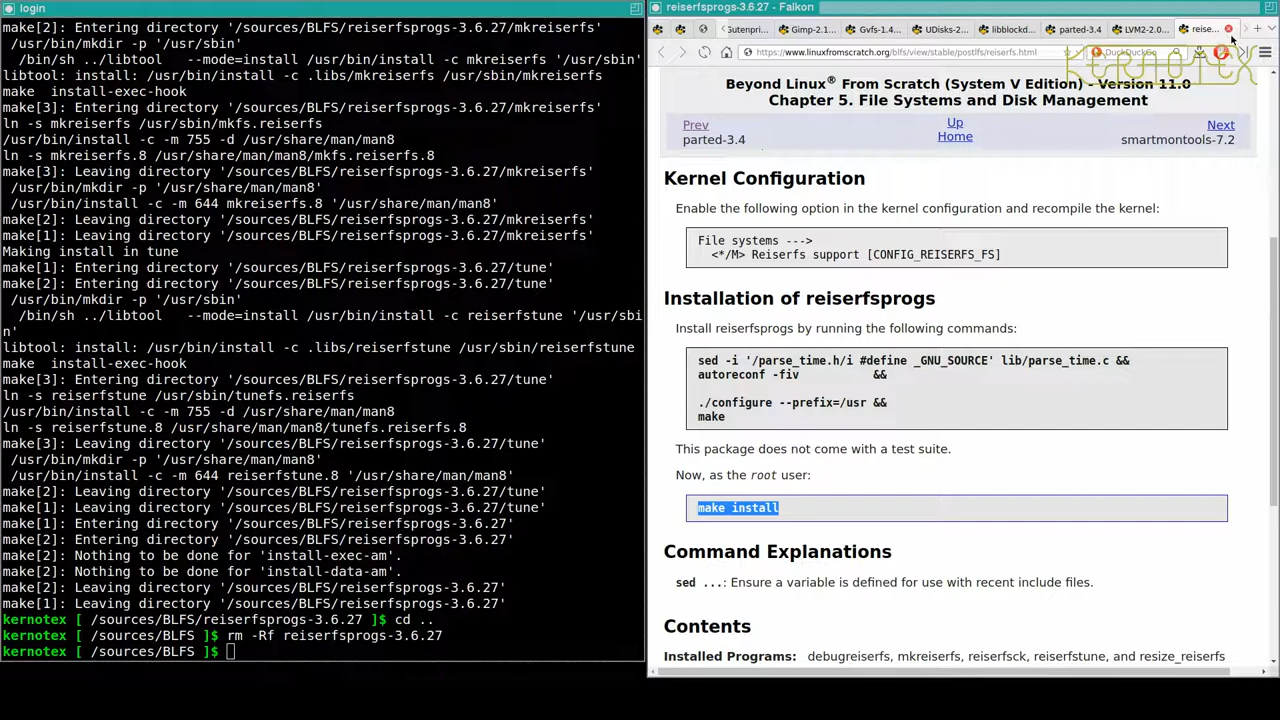 login
make[2]: Entering directory '/sources/BLFS/reiserfsprogs-3.6.27/mkreiserfs'
/usr/bin/mkdir -p '/usr/sbin'
/bin/sh ../libtool   --mode=install /usr/bin/install -c mkreiserfs '/usr/sbin'
libtool: install: /usr/bin/install -c .libs/mkreiserfs /usr/sbin/mkreiserfs
make  install-exec-hook
make[3]: Entering directory '/sources/BLFS/reiserfsprogs-3.6.27/mkreiserfs'
ln -s mkreiserfs /usr/sbin/mkfs.reiserfs
/usr/bin/install -c -m 755 -d /usr/share/man/man8
ln -s mkreiserfs.8 /usr/share/man/man8/mkfs.reiserfs.8
make[3]: Leaving directory '/sources/BLFS/reiserfsprogs-3.6.27/mkreiserfs'
/usr/bin/mkdir -p '/usr/share/man/man8'
/usr/bin/install -c -m 644 mkreiserfs.8 '/usr/share/man/man8'
make[2]: Leaving directory '/sources/BLFS/reiserfsprogs-3.6.27/mkreiserfs'
make[1]: Leaving directory '/sources/BLFS/reiserfsprogs-3.6.27/mkreiserfs'
Making install in tune
make[1]: Entering directory '/sources/BLFS/reiserfsprogs-3.6.27/tune'
make[2]: Entering directory '/sources/BLFS/reiserfsprogs-3.6.27/tune'
/usr/bin/mkdir -p '/usr/sbin'
/bin/sh ../libtool   --mode=install /usr/bin/install -c reiserfstune '/usr/sbi
n'
libtool: install: /usr/bin/install -c .libs/reiserfstune /usr/sbin/reiserfstune
make  install-exec-hook
make[3]: Entering directory '/sources/BLFS/reiserfsprogs-3.6.27/tune'
ln -s reiserfstune /usr/sbin/tunefs.reiserfs
/usr/bin/install -c -m 755 -d /usr/share/man/man8
ln -s reiserfstune.8 /usr/share/man/man8/tunefs.reiserfs.8
make[3]: Leaving directory '/sources/BLFS/reiserfsprogs-3.6.27/tune'
/usr/bin/mkdir -p '/usr/share/man/man8'
/usr/bin/install -c -m 644 reiserfstune.8 '/usr/share/man/man8'
make[2]: Leaving directory '/sources/BLFS/reiserfsprogs-3.6.27/tune'
make[1]: Leaving directory '/sources/BLFS/reiserfsprogs-3.6.27/tune'
make[1]: Entering directory '/sources/BLFS/reiserfsprogs-3.6.27'
make[2]: Entering directory '/sources/BLFS/reiserfsprogs-3.6.27'
make[2]: Nothing to be done for 'install-exec-am'.
make[2]: Nothing to be done for 'install-data-am'.
make[2]: Leaving directory '/sources/BLFS/reiserfsprogs-3.6.27'
make[1]: Leaving directory '/sources/BLFS/reiserfsprogs-3.6.27'
kernotex [ /sources/BLFS/reiserfsprogs-3.6.27 ]$ cd ..
kernotex [ /sources/BLFS ]$ rm -Rf reiserfsprogs-3.6.27
kernotex [ /sources/BLFS ]$
reiserfsprogs-3.6.27 - Falkon
Gutenpri... Gimp-2.1... Gvfs-1.4... UDisks-2... libblockd... parted-3.4 LVM2-2.0... reise...
https://www.linuxfromscratch.org/blfs/view/stable/postlfs/reiserfs.html DuckDuckGo
KERNOTEX
Beyond Linux® From Scratch (System V Edition) - Version 11.0
Chapter 5. File Systems and Disk Management
Prev Up Next
parted-3.4 Home smartmontools-7.2
Kernel Configuration
Enable the following option in the kernel configuration and recompile the kernel:
File systems --->
<*/M> Reiserfs support [CONFIG_REISERFS_FS]
Installation of reiserfsprogs
Install reiserfsprogs by running the following commands:
sed -i '/parse_time.h/i #define _GNU_SOURCE' lib/parse_time.c &&
autoreconf -fiv           &&
./configure --prefix=/usr &&
make
This package does not come with a test suite.
Now, as the root user:
make install
Command Explanations
sed ...: Ensure a variable is defined for use with recent include files.
Contents
Installed Programs: debugreiserfs, mkreiserfs, reiserfsck, reiserfstune, and resize_reiserfs